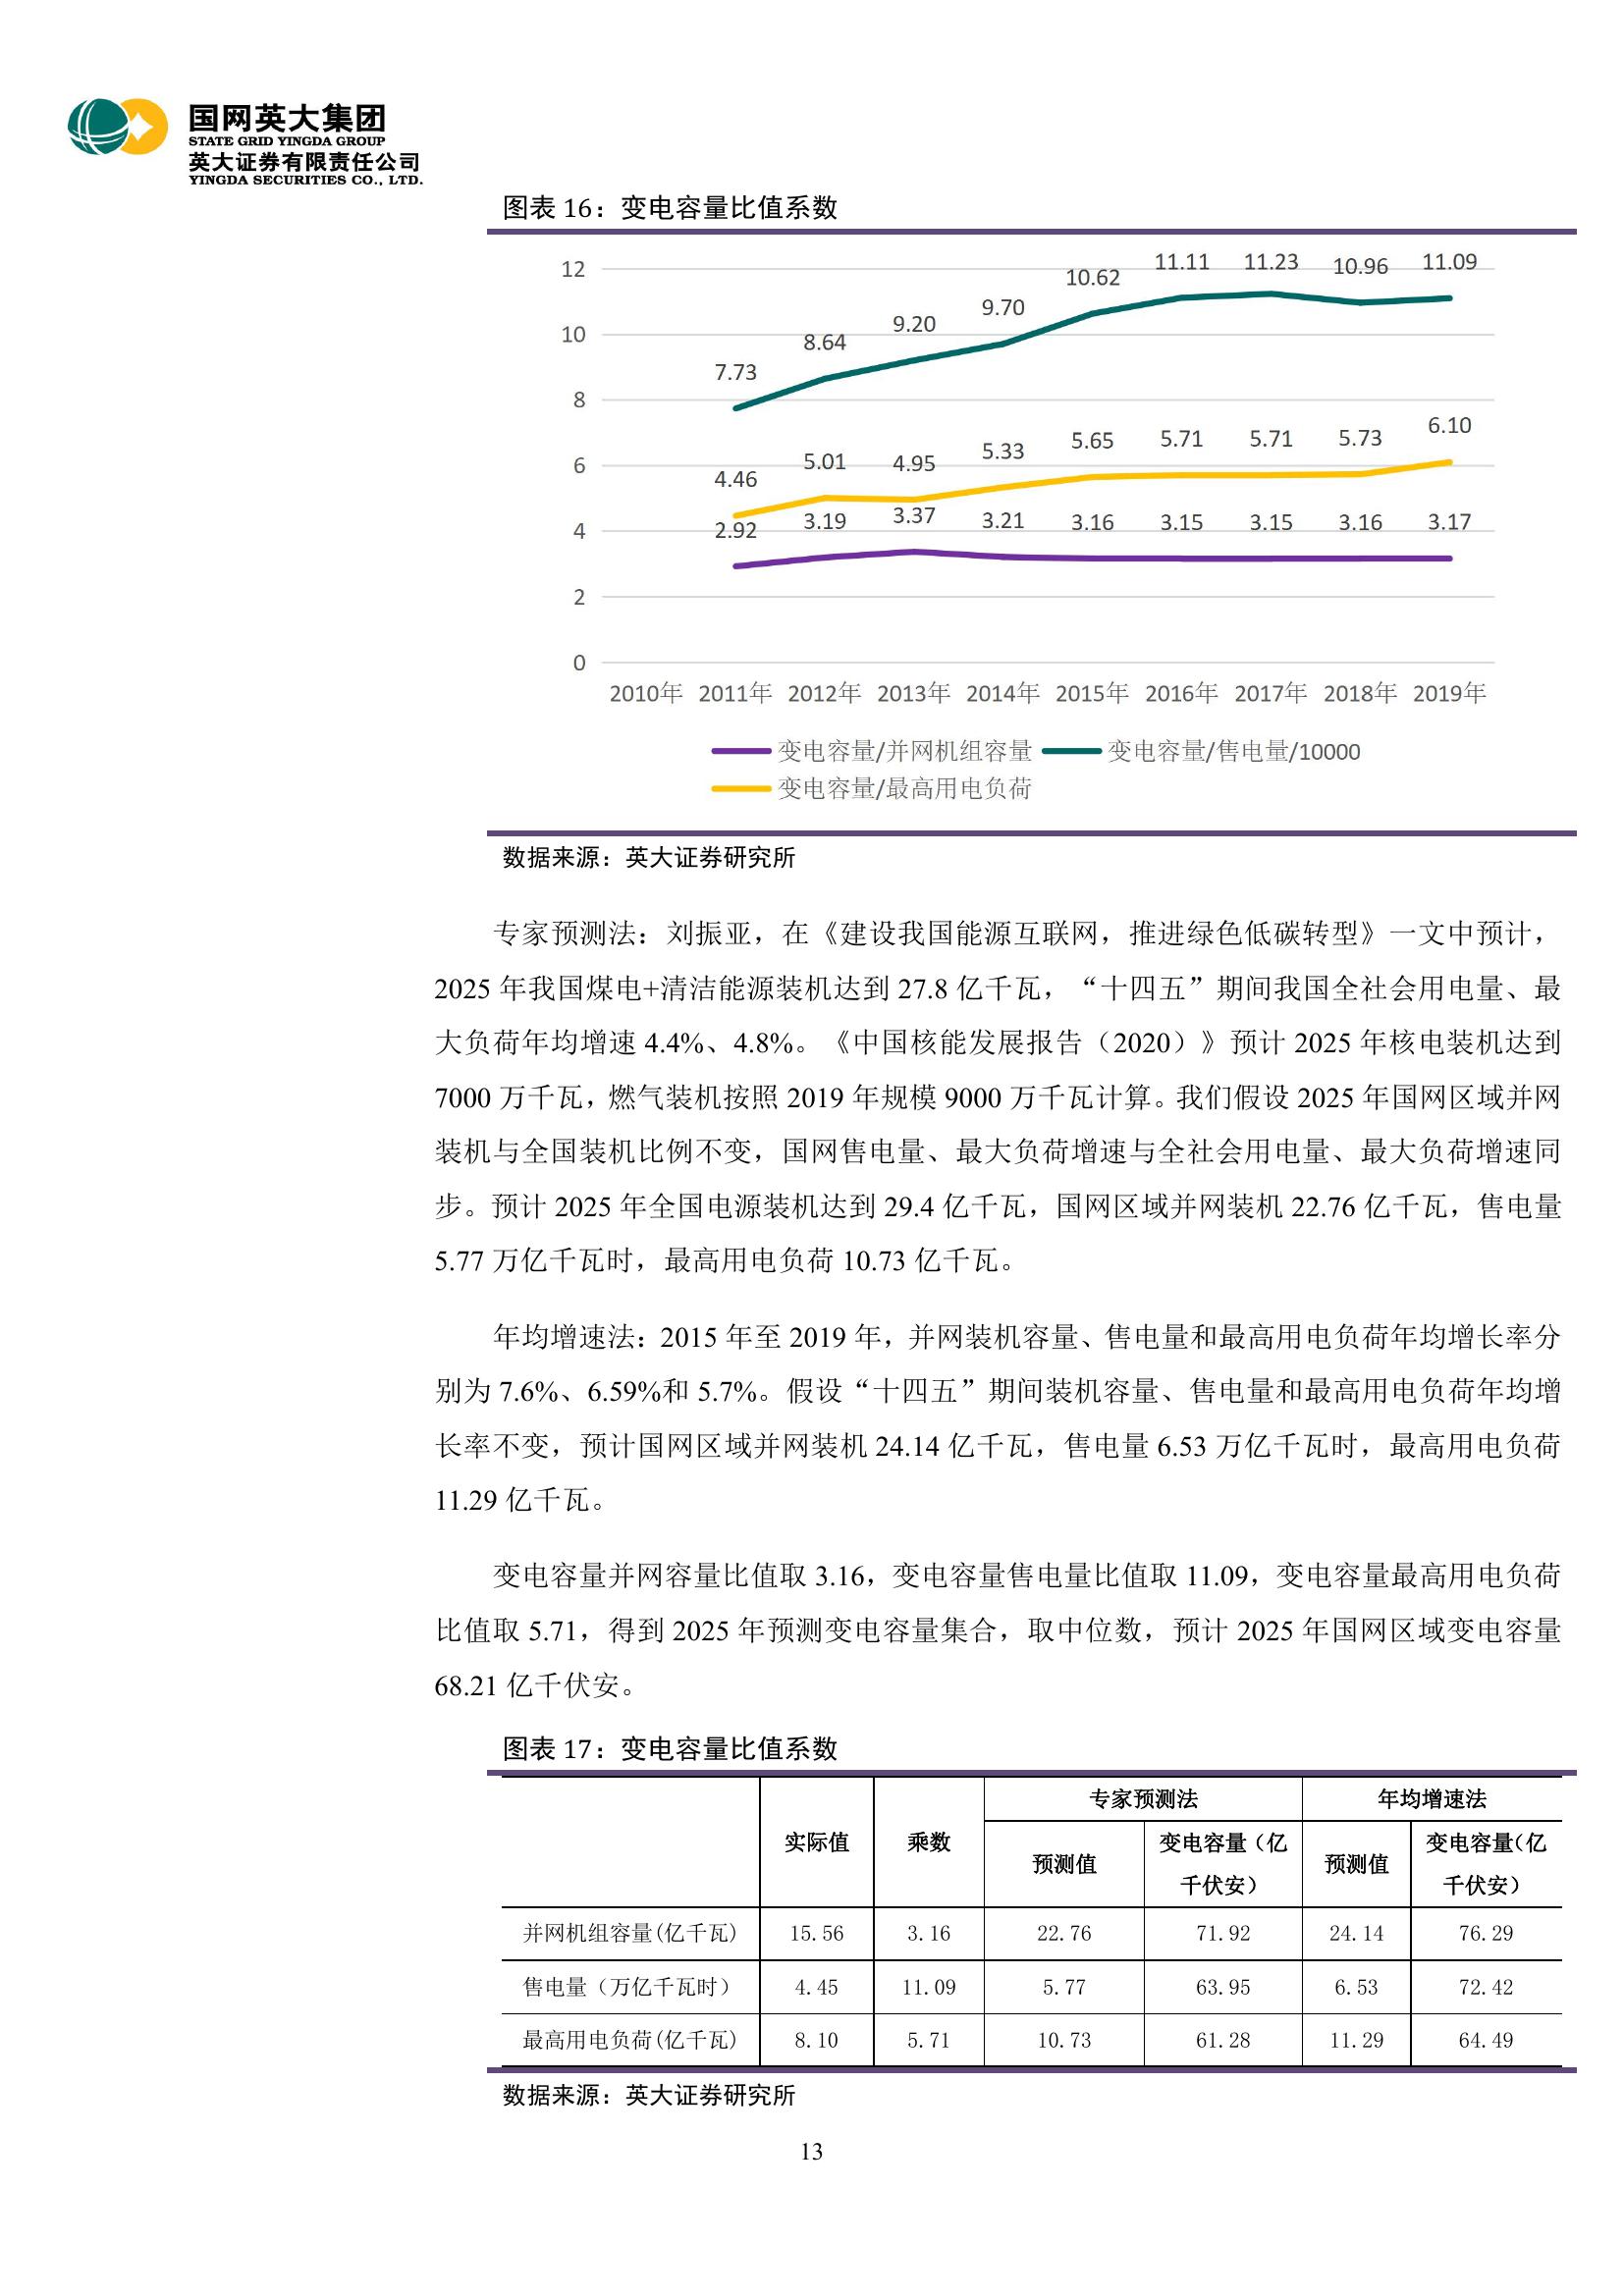 国网英大集团
STATE GRID YINGDA GROUP
英大证券有限责任公司
YINGDA SECURITIES CO., LTD.
图表 16：变电容量比值系数
12
10
8
6
4
2
0
7.73 8.64 9.20 9.70 10.62 11.11 11.23 10.96 11.09
4.46 5.01 4.95 5.33 5.65 5.71 5.71 5.73 6.10
2.92 3.19 3.37 3.21 3.16 3.15 3.15 3.16 3.17
2010年 2011年 2012年 2013年 2014年 2015年 2016年 2017年 2018年 2019年
变电容量/并网机组容量 变电容量/售电量/10000
变电容量/最高用电负荷
数据来源：英大证券研究所
专家预测法：刘振亚，在《建设我国能源互联网，推进绿色低碳转型》一文中预计，
2025 年我国煤电+清洁能源装机达到 27.8 亿千瓦，“十四五”期间我国全社会用电量、最
大负荷年均增速 4.4%、4.8%。《中国核能发展报告（2020）》预计 2025 年核电装机达到
7000 万千瓦，燃气装机按照 2019 年规模 9000 万千瓦计算。我们假设 2025 年国网区域并网
装机与全国装机比例不变，国网售电量、最大负荷增速与全社会用电量、最大负荷增速同
步。预计 2025 年全国电源装机达到 29.4 亿千瓦，国网区域并网装机 22.76 亿千瓦，售电量
5.77 万亿千瓦时，最高用电负荷 10.73 亿千瓦。
年均增速法：2015 年至 2019 年，并网装机容量、售电量和最高用电负荷年均增长率分
别为 7.6%、6.59%和 5.7%。假设“十四五”期间装机容量、售电量和最高用电负荷年均增
长率不变，预计国网区域并网装机 24.14 亿千瓦，售电量 6.53 万亿千瓦时，最高用电负荷
11.29 亿千瓦。
变电容量并网容量比值取 3.16，变电容量售电量比值取 11.09，变电容量最高用电负荷
比值取 5.71，得到 2025 年预测变电容量集合，取中位数，预计 2025 年国网区域变电容量
68.21 亿千伏安。
图表 17：变电容量比值系数
专家预测法 年均增速法
实际值 乘数 预测值 变电容量（亿千伏安） 预测值 变电容量（亿千伏安）
并网机组容量(亿千瓦) 15.56 3.16 22.76 71.92 24.14 76.29
售电量（万亿千瓦时） 4.45 11.09 5.77 63.95 6.53 72.42
最高用电负荷(亿千瓦) 8.10 5.71 10.73 61.28 11.29 64.49
数据来源：英大证券研究所
13